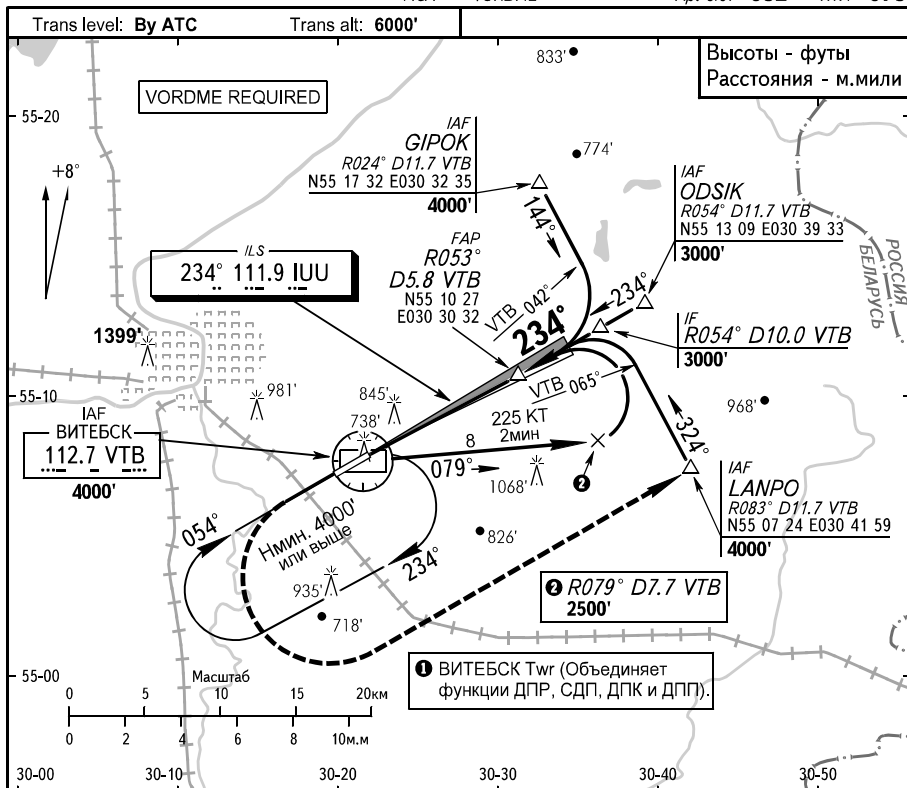 Trans level: By ATC
Trans alt: 6000'
Высоты - футы
Расстояния - м.мили
VORDME REQUIRED
833'
774'
55-20
+8°
IAF
GIPOK
R024° D11.7 VTB
N55 17 32 E030 32 35
4000'
144°
IAF
ODSIK
R054° D11.7 VTB
N55 13 09 E030 39 33
3000'
РОССИЯ
БЕЛАРУСЬ
ILS
234° 111.9 IUU
FAP
R053°
D5.8 VTB
N55 10 27
E030 30 32
VTB 042°
234°
234°
IF
R054° D10.0 VTB
3000'
1399'
981'
845'
738'
VTB 065°
968'
55-10
IAF
ВИТЕБСК
112.7 VTB
4000'
225 KT
2мин
8
079°
1068'
❷
324°
IAF
LANPO
R083° D11.7 VTB
N55 07 24 E030 41 59
4000'
054°
Hмин. 4000'
или выше
234°
826'
935'
718'
❷ R079° D7.7 VTB
2500'
❶ ВИТЕБСК Twr (Объединяет
функции ДПР, СДП, ДПК и ДПП).
55-00
Масштаб
0 5 10 15 20км
0 2 4 6 8 10м.м
30-00 30-10 30-20 30-30 30-40 30-50